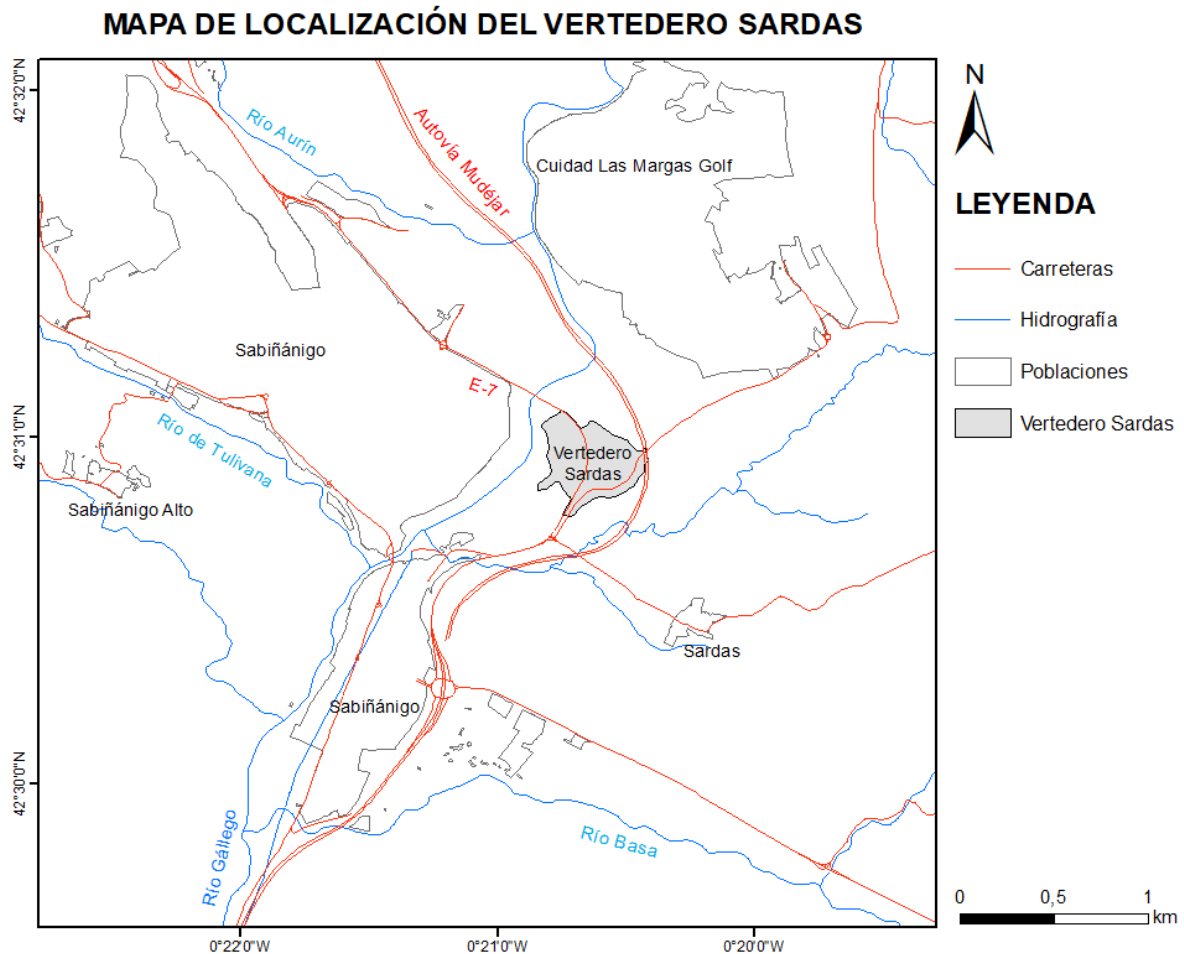 MAPA DE LOCALIZACIÓN DEL VERTEDERO SARDAS
42°32'0"N
42°31'0"N
42°30'0"N
Río Aurín
Autovía Mudéjar
Cuidad Las Margas Golf
Sabiñánigo
E-7
Río de Tulivana
Vertedero
Sardas
Sabiñánigo Alto
Sardas
Sabiñánigo
Río Gállego
Río Basa
0°22'0"W
0°21'0"W
0°20'0"W
N
LEYENDA
Carreteras
Hidrografía
Poblaciones
Vertedero Sardas
0 0,5 1
km